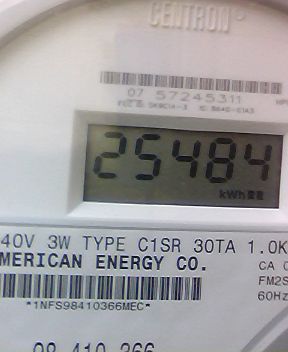 CENTRON®
07 57245311
25484
kWh
40V 3W TYPE C1SR 30TA 1.0K
MERICAN ENERGY CO.
CA 0
FM2S
60Hz
*1NFS98410366MEC*
98 410 366